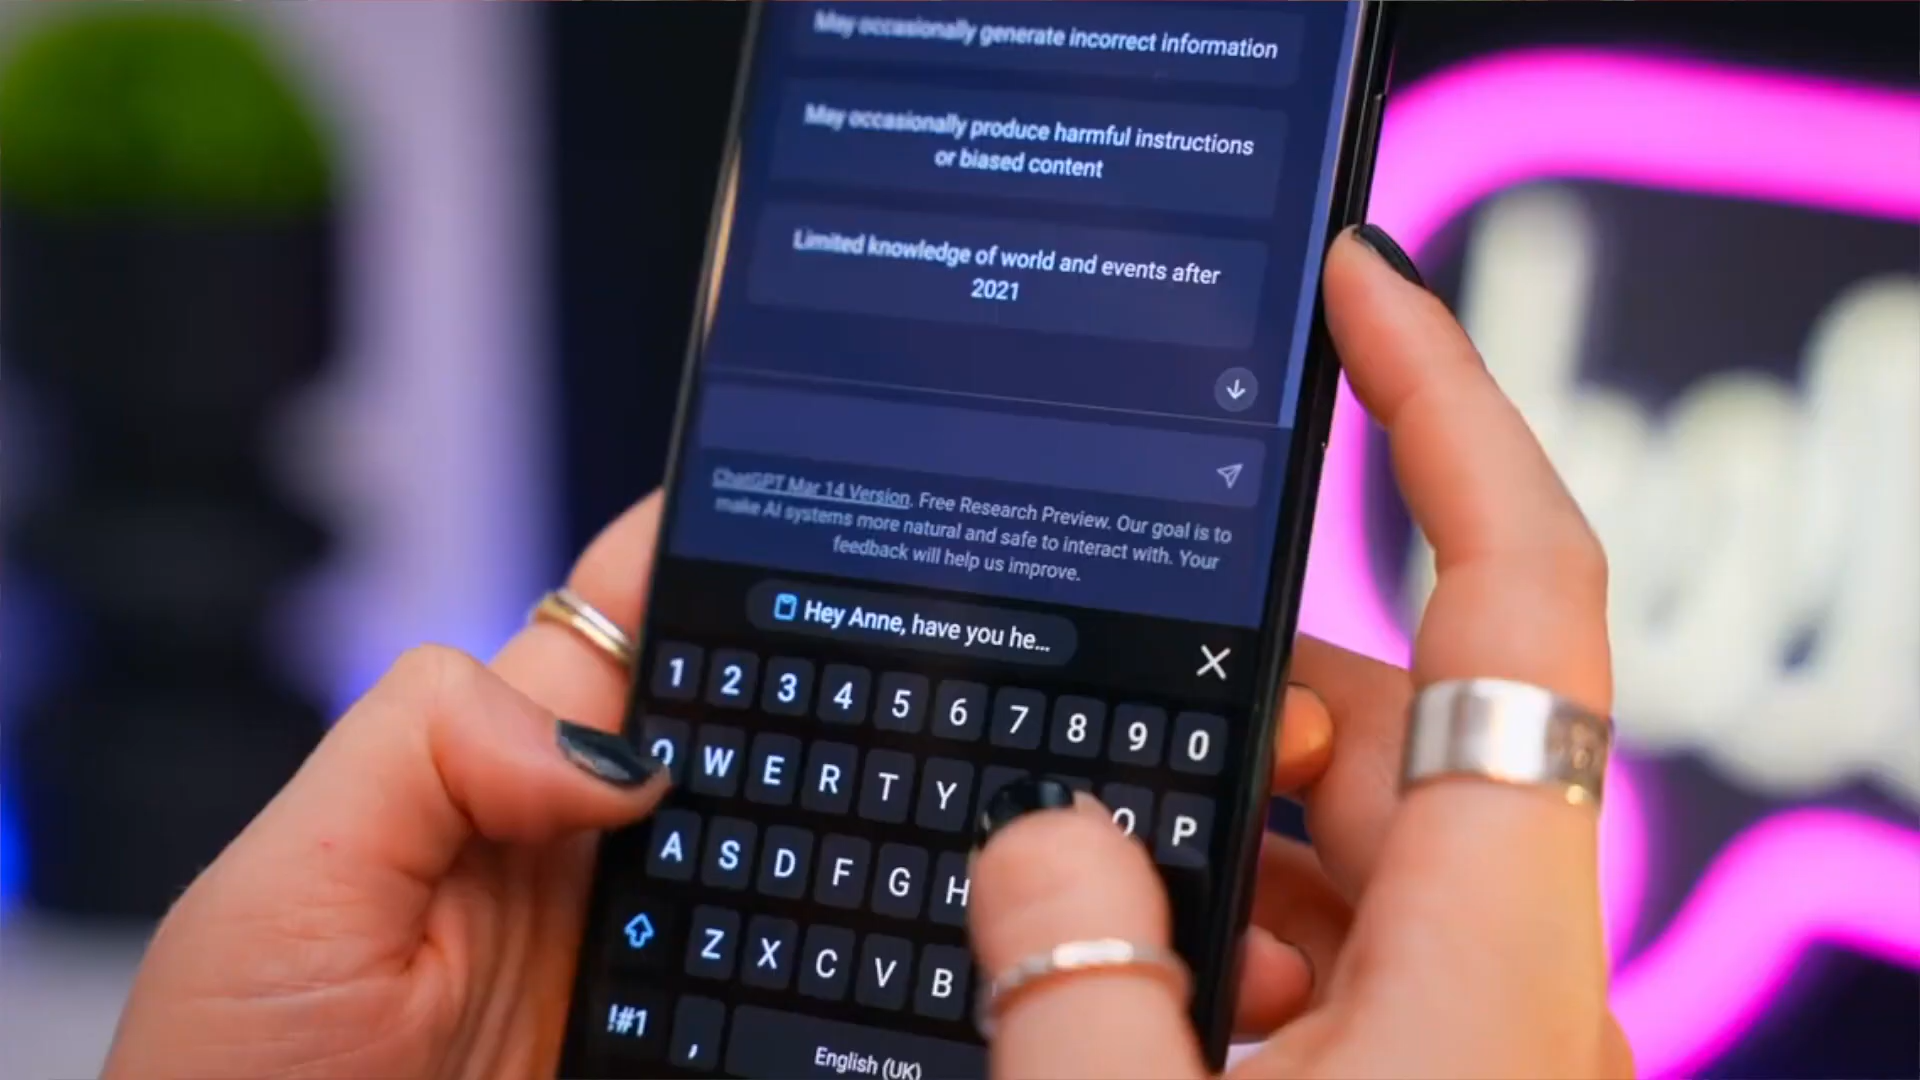 May occasionally generate incorrect information
May occasionally produce harmful instructions
or biased content
Limited knowledge of world and events after
2021
ChatGPT Mar 14 Version. Free Research Preview. Our goal is to
make AI systems more natural and safe to interact with. Your
feedback will help us improve.
Hey Anne, have you he...
1 2 3 4 5 6 7 8 9 0
Q W E R T Y O P
A S D F G H
Z X C V B
!#1 , English (UK)